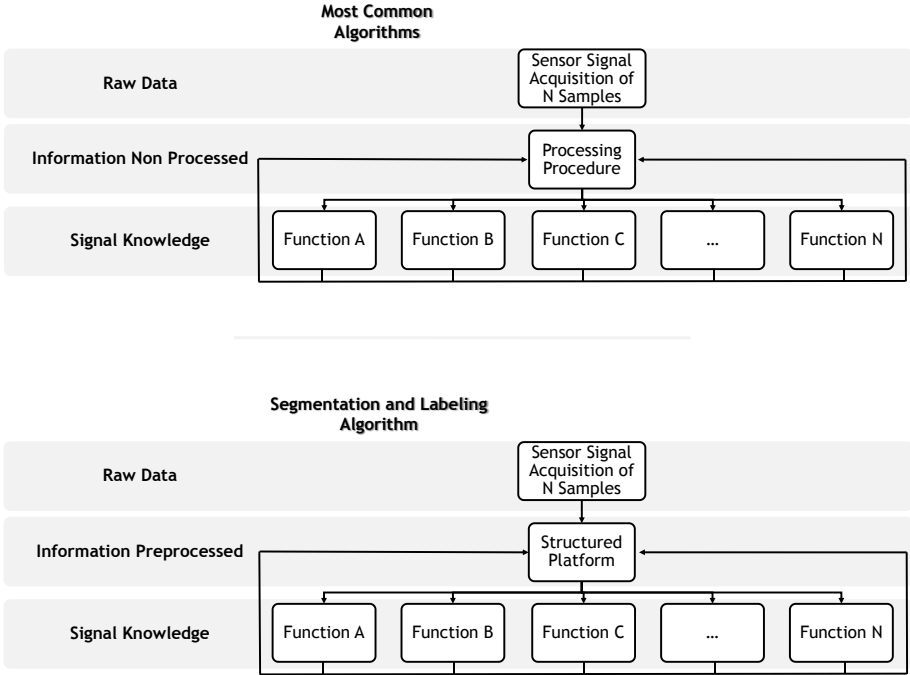 Most Common
Algorithms
Raw Data
Sensor Signal
Acquisition of
N Samples
Information Non Processed
Processing
Procedure
Signal Knowledge
Function A
Function B
Function C
...
Function N
Segmentation and Labeling
Algorithm
Raw Data
Sensor Signal
Acquisition of
N Samples
Information Preprocessed
Structured
Platform
Signal Knowledge
Function A
Function B
Function C
...
Function N